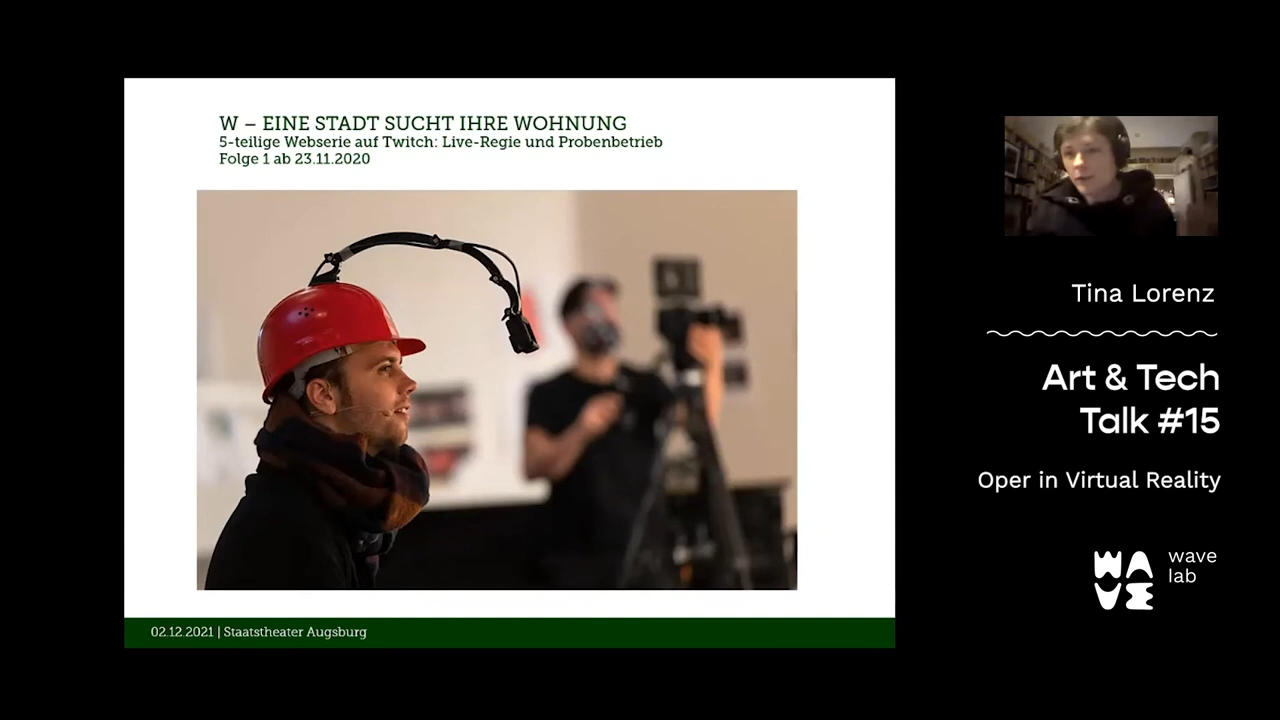 W – EINE STADT SUCHT IHRE WOHNUNG
5-teilige Webserie auf Twitch: Live-Regie und Probenbetrieb
Folge 1 ab 23.11.2020
02.12.2021 | Staatstheater Augsburg
Tina Lorenz
Art & Tech
Talk #15
Oper in Virtual Reality
WAVE
wave
lab